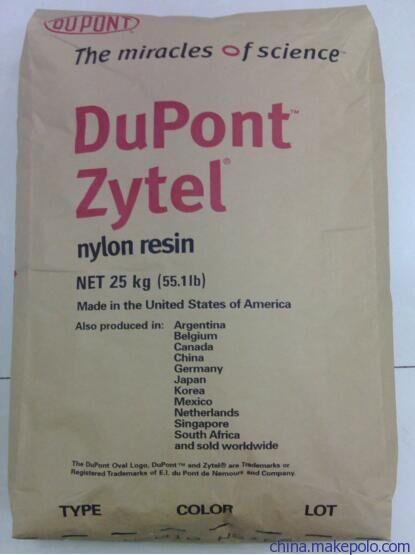 DU PONT
The miracles of science™
DuPont™
Zytel®
nylon resin
NET 25 kg (55.1lb)
Made in the United States of America
Also produced in: Argentina
Belgium
Canada
China
Germany
Japan
Korea
Mexico
Netherlands
Singapore
South Africa
and sold worldwide
The DuPont Oval Logo, DuPont™ and Zytel® are Trademarks or
Registered Trademarks of E.I. du Pont de Nemours and Company.
TYPE COLOR LOT
china.makepolo.com